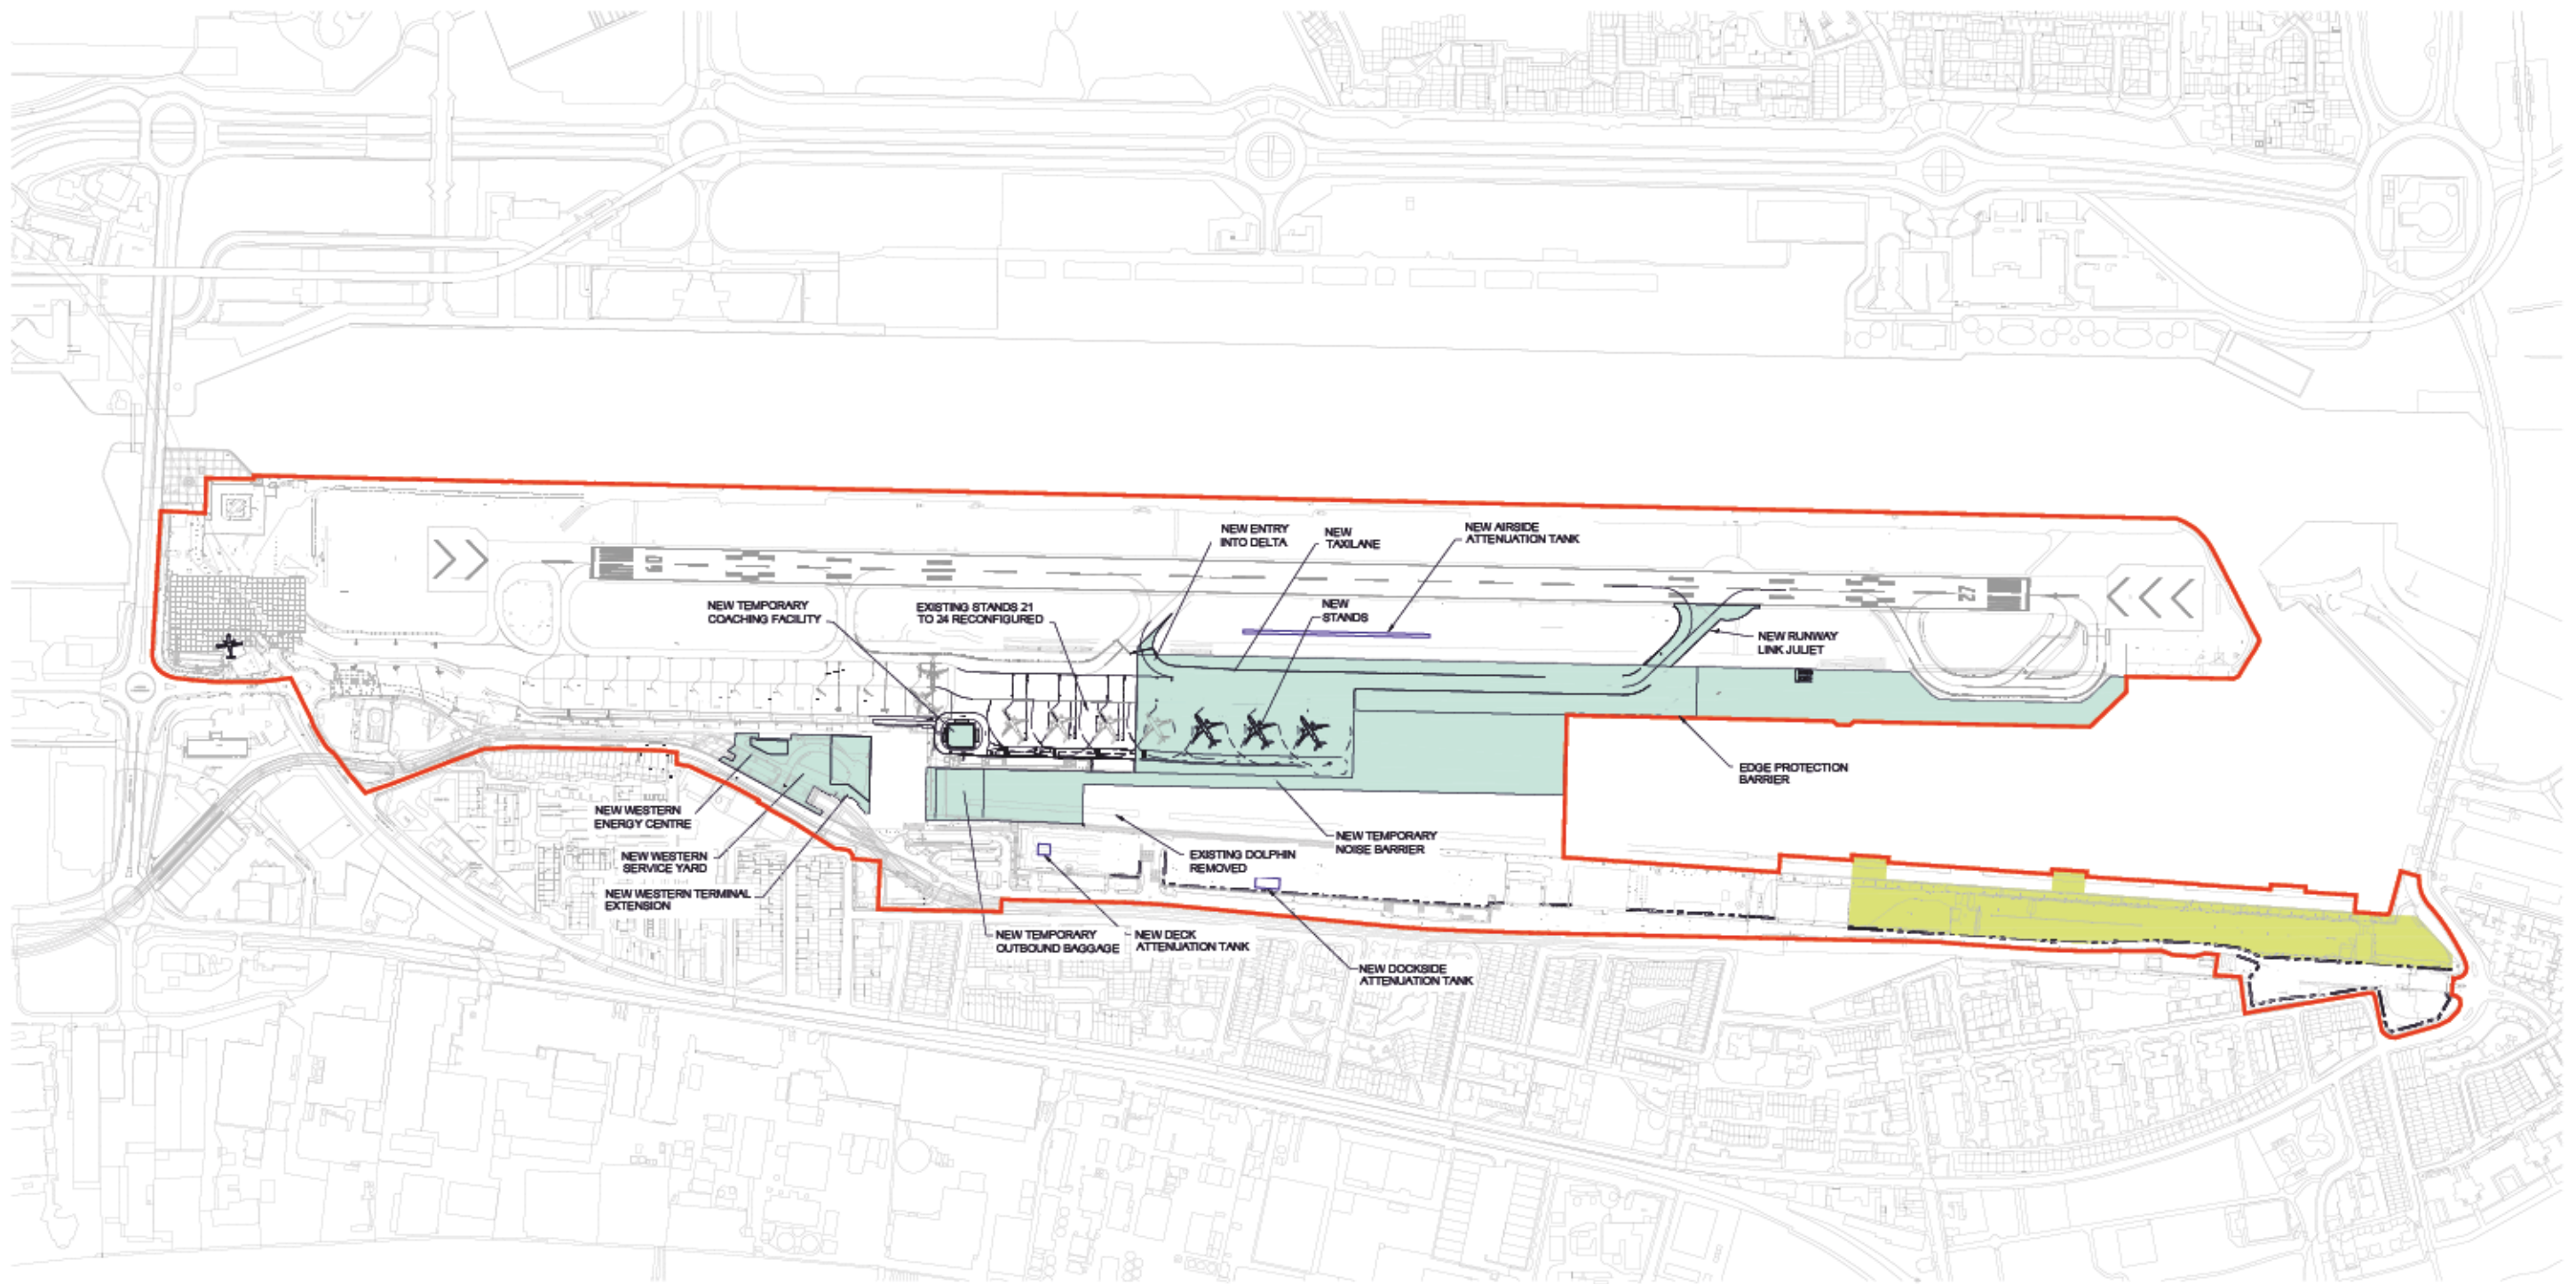 NEW ENTRY
INTO DELTA
NEW
TAXILANE
NEW AIRSIDE
ATTENUATION TANK
09
27
NEW TEMPORARY
COACHING FACILITY
EXISTING STANDS 21
TO 24 RECONFIGURED
NEW
STANDS
NEW RUNWAY
LINK JULIET
EDGE PROTECTION
BARRIER
NEW WESTERN
ENERGY CENTRE
NEW WESTERN
SERVICE YARD
NEW WESTERN TERMINAL
EXTENSION
NEW TEMPORARY
NOISE BARRIER
EXISTING DOLPHIN
REMOVED
NEW TEMPORARY
OUTBOUND BAGGAGE
NEW DECK
ATTENUATION TANK
NEW DOCKSIDE
ATTENUATION TANK